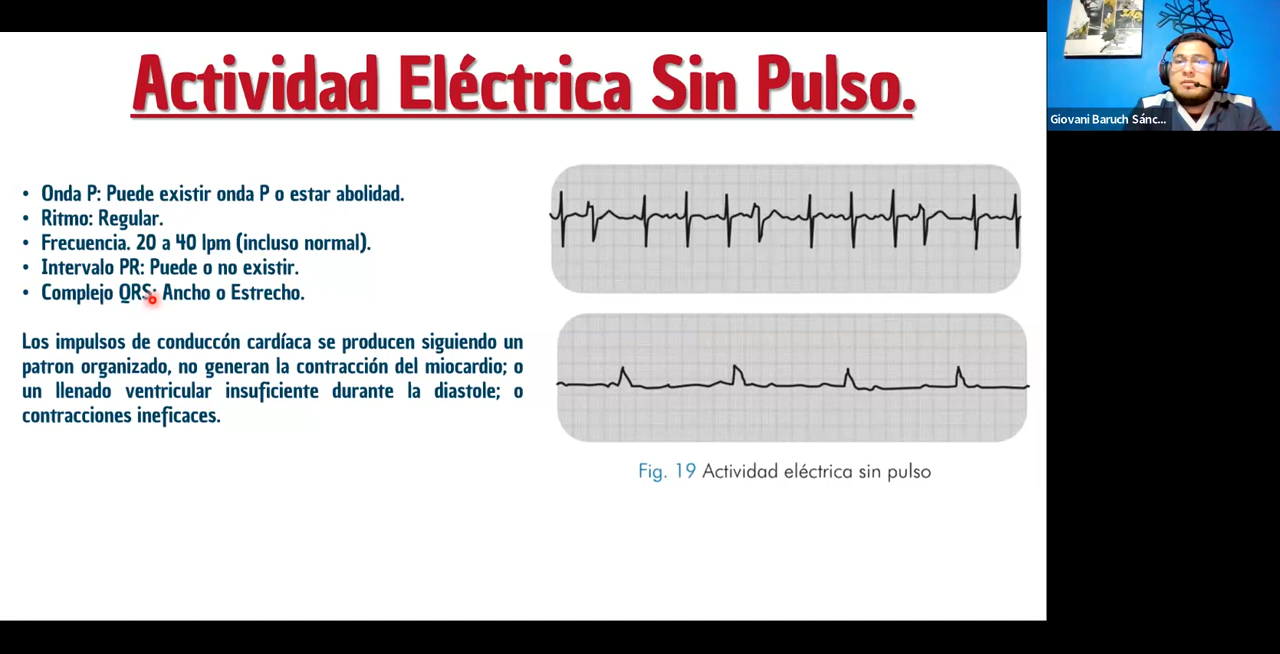 Actividad Eléctrica Sin Pulso.
Giovani Baruch Sánc...
• Onda P: Puede existir onda P o estar abolidad.
• Ritmo: Regular.
• Frecuencia. 20 a 40 lpm (incluso normal).
• Intervalo PR: Puede o no existir.
• Complejo QRS: Ancho o Estrecho.
Los impulsos de conduccón cardíaca se producen siguiendo un
patron organizado, no generan la contracción del miocardio; o
un llenado ventricular insuficiente durante la diastole; o
contracciones ineficaces.
Fig. 19 Actividad eléctrica sin pulso